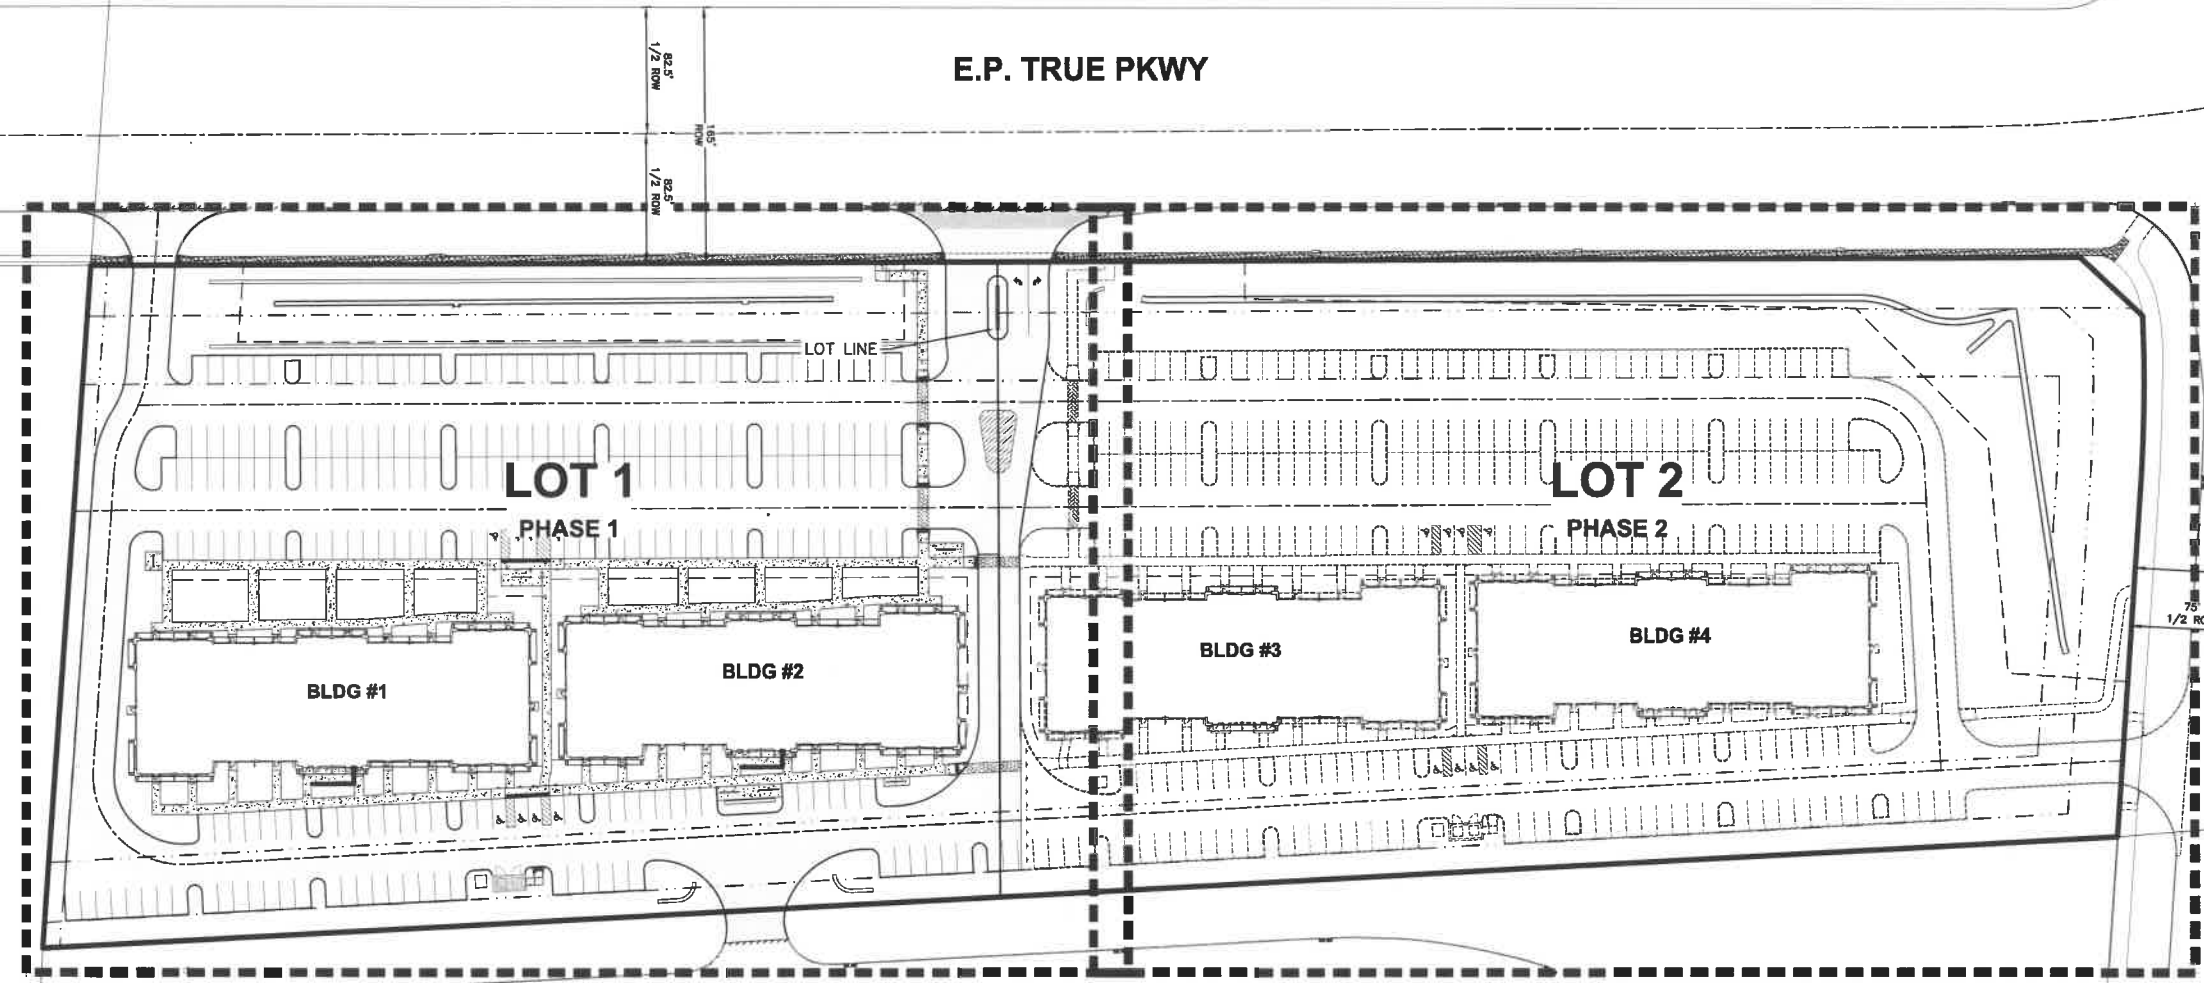 E.P. TRUE PKWY
82.5'
1/2 ROW
165'
ROW
82.5'
1/2 ROW
LOT LINE
LOT 1
PHASE 1
LOT 2
PHASE 2
BLDG #1
BLDG #2
BLDG #3
BLDG #4
75'